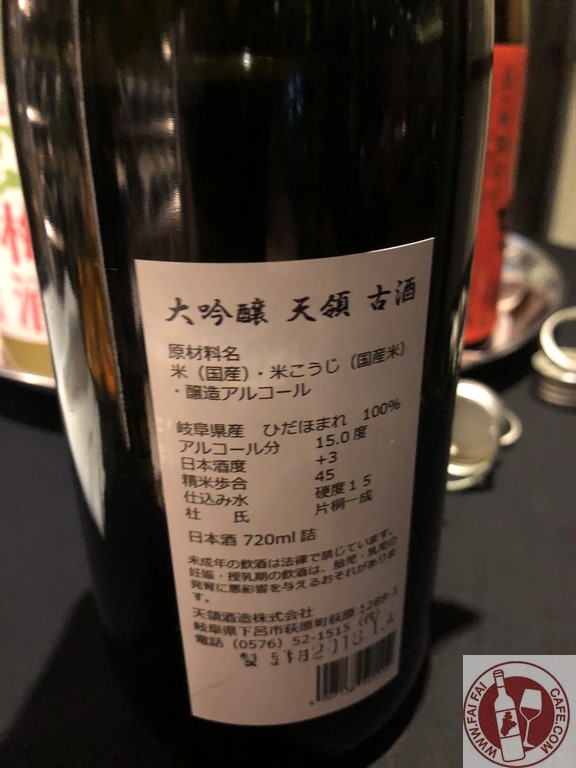 大吟醸 天領 古酒
原材料名
米（国産）・米こうじ（国産米）
・醸造アルコール
岐阜県産 ひだほまれ 100%
アルコール分 15.0度
日本酒度 +3
精米歩合 45
仕込み水 硬度15
杜氏 片桐一成
日本酒 720ml 詰
未成年の飲酒は法律で禁じています。
妊娠・授乳期の飲酒は、胎児・乳児の
発育に悪影響を与えるおそれがありま
す。
天領酒造株式会社
岐阜県下呂市萩原町萩原1289-1
電話（0576）52-1515（代）
梅
酒
WWW.FAI FAI CAFE.COM